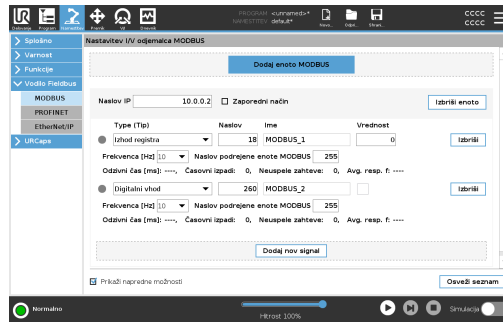 PROGRAM <unnamed>*
NAMESTITEV default*
CCCC
CCCC
Delovanje Program Namestitev Premik I/O Dnevnik Novo... Odpri... Shrani...
Splošno
Varnost
Funkcije
Vodilo Fieldbus
MODBUS
PROFINET
EtherNet/IP
URCaps
Nastavitev I/V odjemalca MODBUS
Dodaj enoto MODBUS
Naslov IP 10.0.0.2 Zaporedni način Izbriši enoto
Type (Tip) Naslov Ime Vrednost
Izhod registra 18 MODBUS_1 0 Izbriši
Frekvenca [Hz] 10 Naslov podrejene enote MODBUS 255
Odzivni čas [ms]: ----, Časovni izpadi: 0, Neuspele zahteve: 0, Avg. resp. f: ----
Digitalni vhod 260 MODBUS_2 Izbriši
Frekvenca [Hz] 10 Naslov podrejene enote MODBUS 255
Odzivni čas [ms]: ----, Časovni izpadi: 0, Neuspele zahteve: 0, Avg. resp. f: ----
Dodaj nov signal
Prikaži napredne možnosti Osveži seznam
Normalno
Hitrost 100%
Simulacija